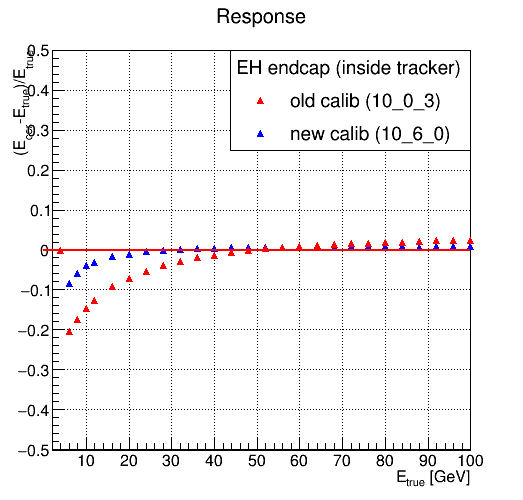 Response
(E_cor-E_true)/E_true
EH endcap (inside tracker)
old calib (10_0_3)
new calib (10_6_0)
0.5
0.4
0.3
0.2
0.1
0
−0.1
−0.2
−0.3
−0.4
−0.5
10 20 30 40 50 60 70 80 90 100
E_true [GeV]